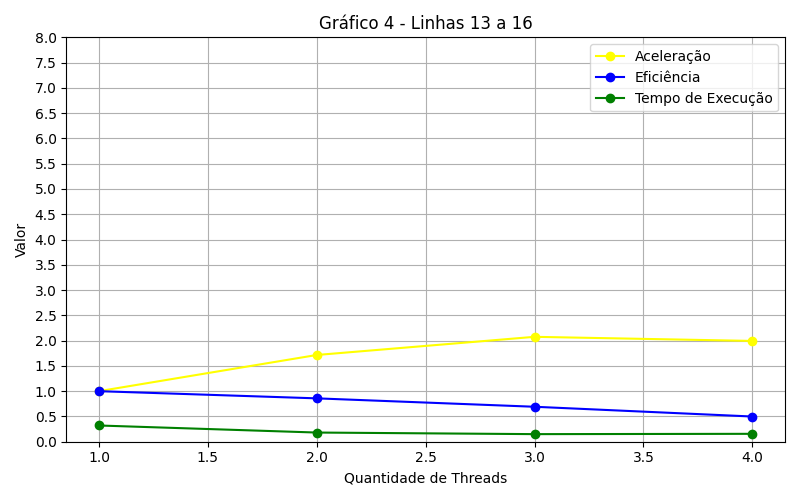 Gráfico 4 - Linhas 13 a 16
8.0
7.5
7.0
6.5
6.0
5.5
5.0
4.5
4.0
3.5
3.0
2.5
2.0
1.5
1.0
0.5
0.0
Valor
Aceleração
Eficiência
Tempo de Execução
1.0 1.5 2.0 2.5 3.0 3.5 4.0
Quantidade de Threads